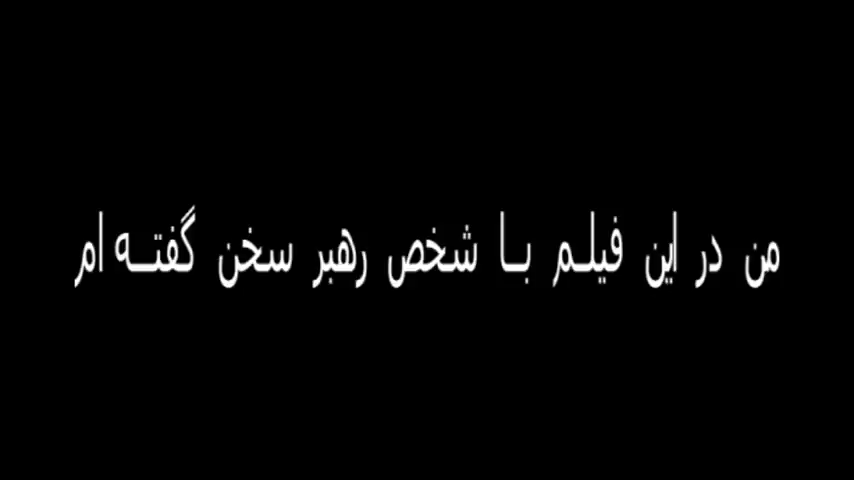 من در این فیلم با شخص رهبر سخن گفته ام